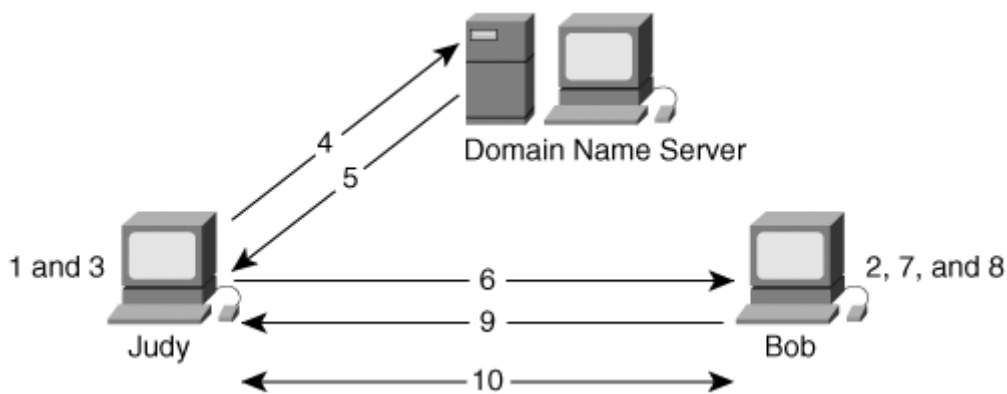 Domain Name Server
4
5
1 and 3
6
2, 7, and 8
9
Judy
Bob
10